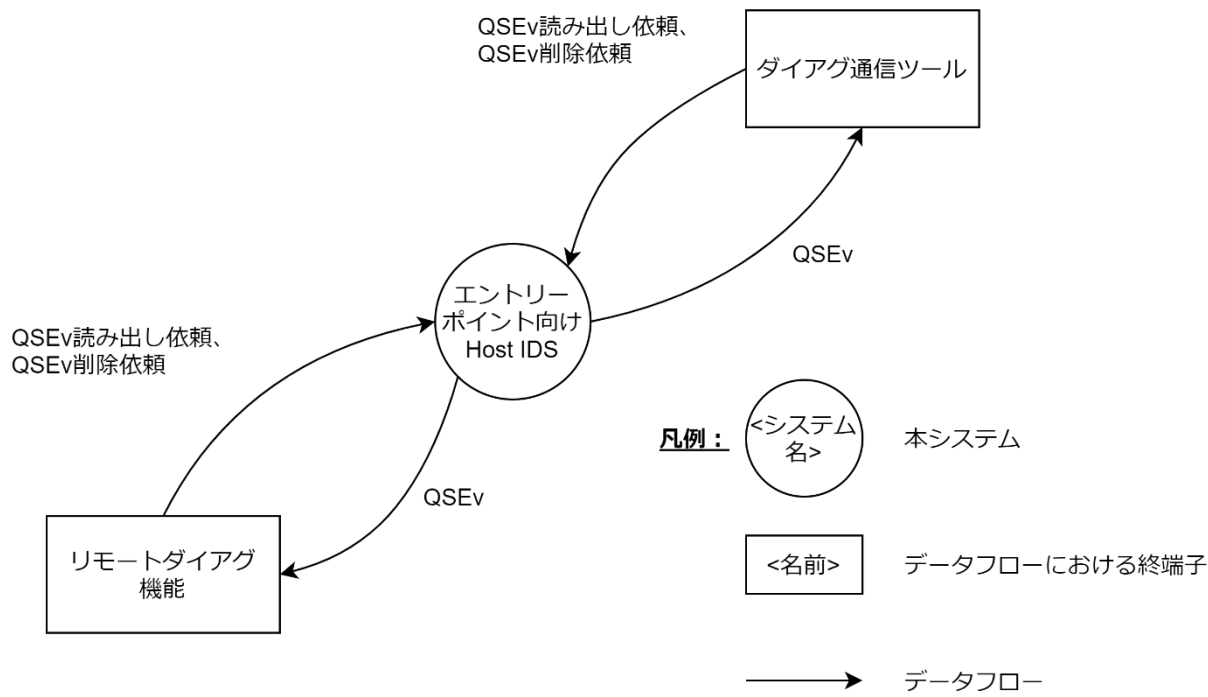 QSEv読み出し依頼、
QSEv削除依頼
ダイアグ通信ツール
QSEv
エントリー
ポイント向け
Host IDS
QSEv読み出し依頼、
QSEv削除依頼
QSEv
リモートダイアグ
機能
凡例：
<システム
名>
本システム
<名前>
データフローにおける終端子
データフロー